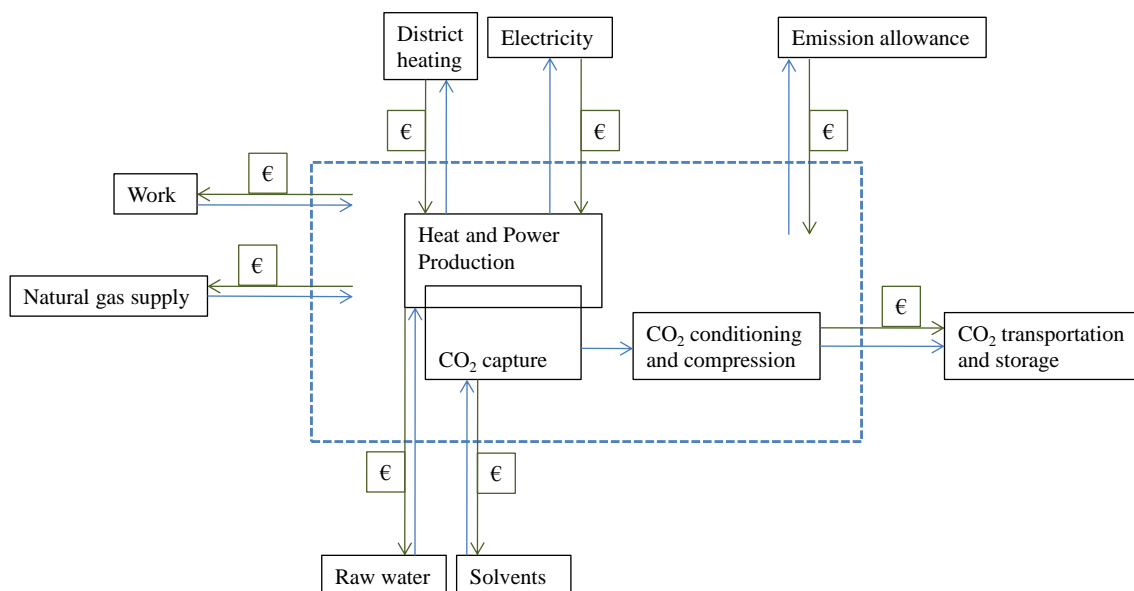 District
heating
Electricity
Emission allowance
€
€
€
Work
€
Heat and Power
Production
Natural gas supply
€
€
CO₂ conditioning
and compression
CO₂ transportation
and storage
CO₂ capture
€
€
Raw water
Solvents